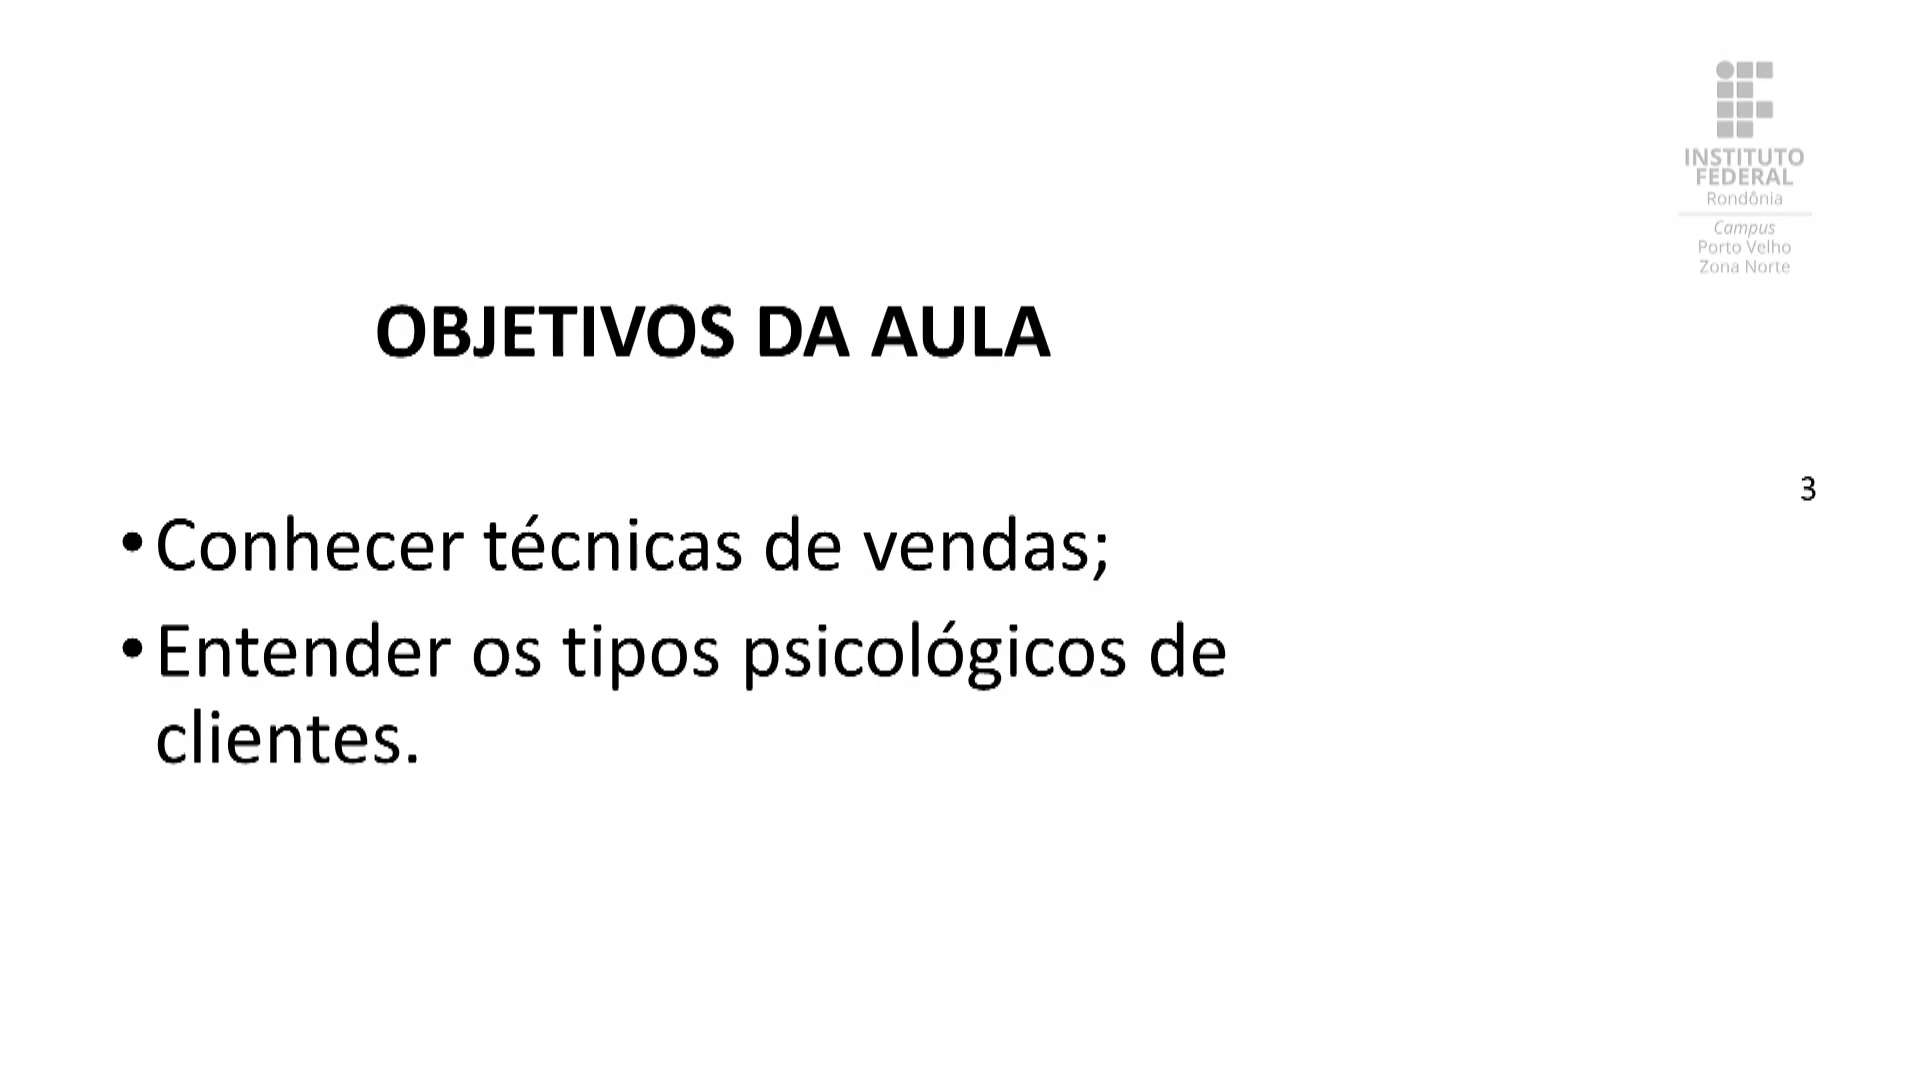 INSTITUTO
FEDERAL
Rondônia
Campus
Porto Velho
Zona Norte
OBJETIVOS DA AULA
3
•Conhecer técnicas de vendas;
•Entender os tipos psicológicos de
clientes.